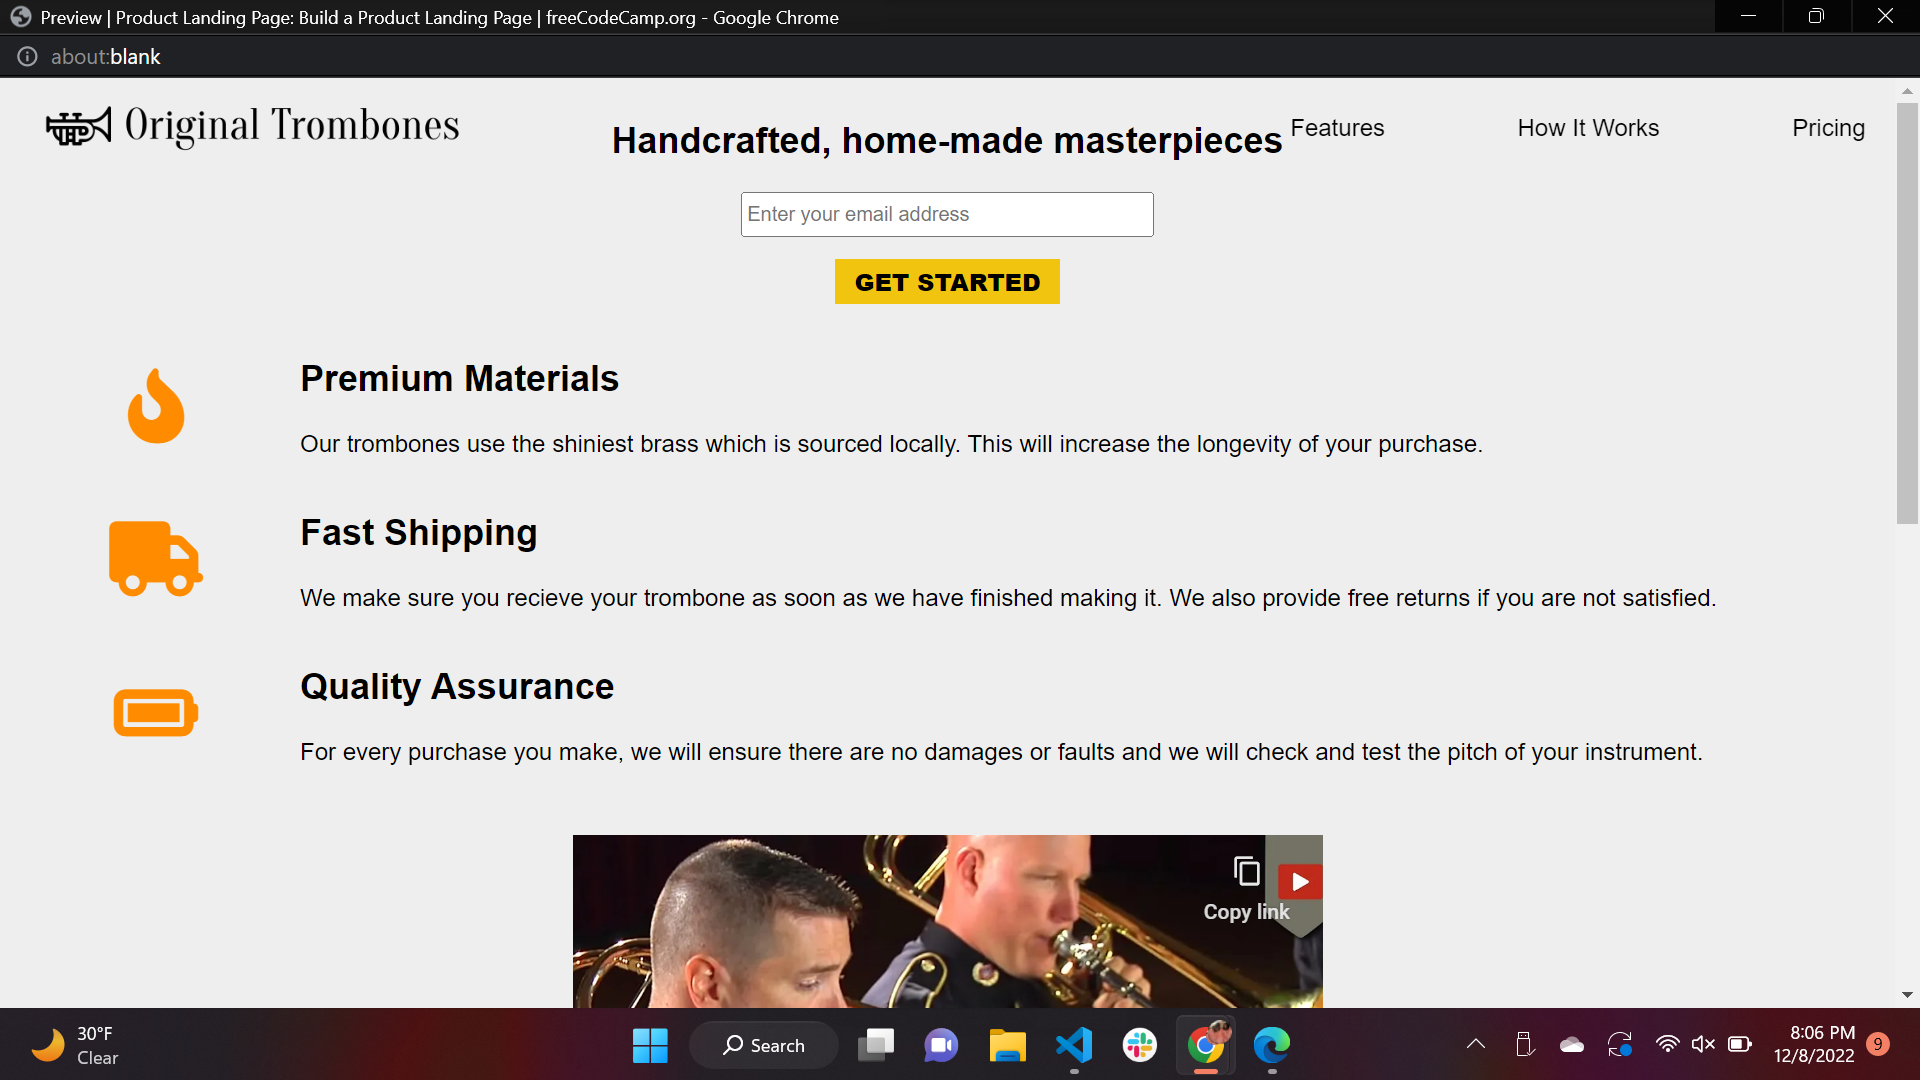 Preview | Product Landing Page: Build a Product Landing Page | freeCodeCamp.org - Google Chrome
about:blank
Original Trombones
Features
How It Works
Pricing
Handcrafted, home-made masterpieces
Enter your email address
GET STARTED
Premium Materials
Our trombones use the shiniest brass which is sourced locally. This will increase the longevity of your purchase.
Fast Shipping
We make sure you recieve your trombone as soon as we have finished making it. We also provide free returns if you are not satisfied.
Quality Assurance
For every purchase you make, we will ensure there are no damages or faults and we will check and test the pitch of your instrument.
Copy link
30°F
Clear
Search
8:06 PM
12/8/2022
9